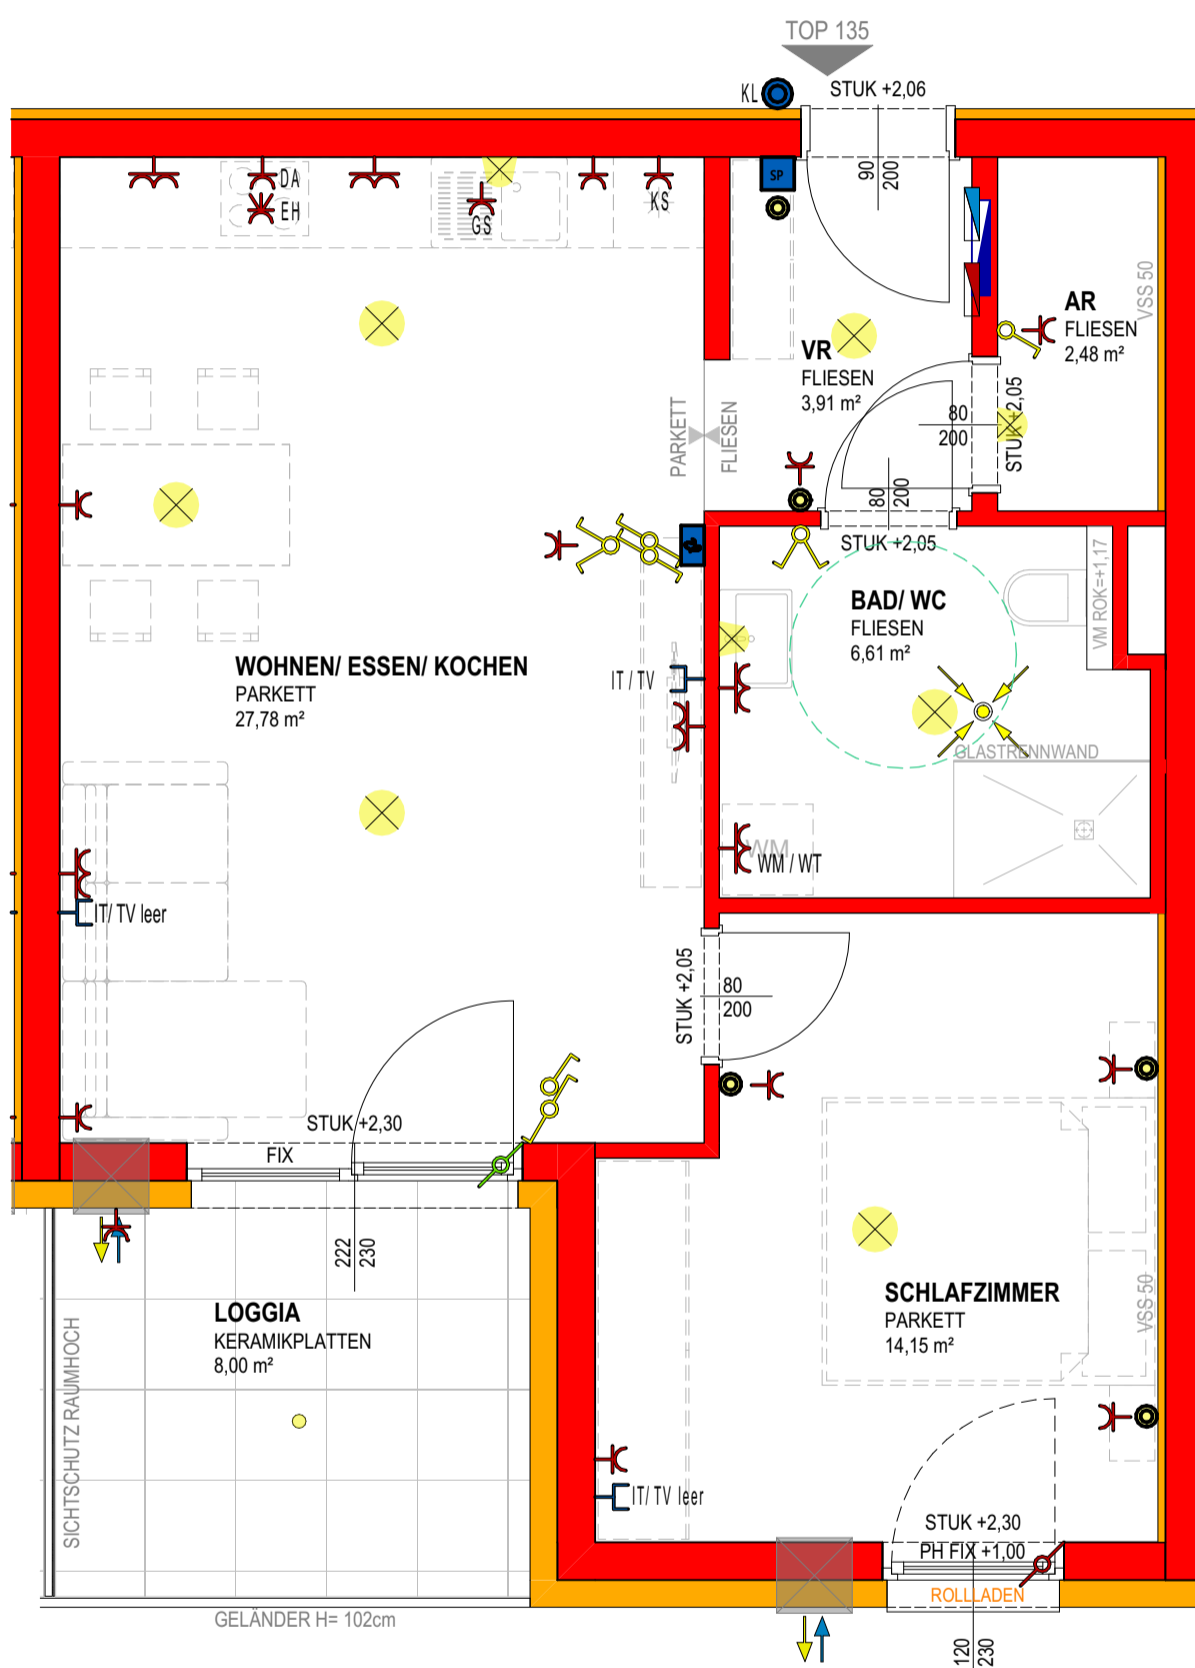 TOP 135
KL
STUK +2,06
90
200
SP
DA
EH
GS
KS
VSS 50
AR
FLIESEN
2,48 m²
VR
FLIESEN
3,91 m²
PARKETT
FLIESEN
80
200
STUK +2,05
80
200
STUK +2,05
VM ROK=+1,17
BAD/ WC
FLIESEN
6,61 m²
WOHNEN/ ESSEN/ KOCHEN
PARKETT
27,78 m²
IT / TV
GLASTRENNWAND
WM
WM / WT
IT/ TV leer
STUK +2,05
80
200
STUK +2,30
FIX
222
230
LOGGIA
KERAMIKPLATTEN
8,00 m²
SICHTSCHUTZ RAUMHOCH
SCHLAFZIMMER
PARKETT
14,15 m²
VSS 50
IT/ TV leer
STUK +2,30
PH FIX +1,00
ROLLLADEN
GELÄNDER H= 102cm
120
230